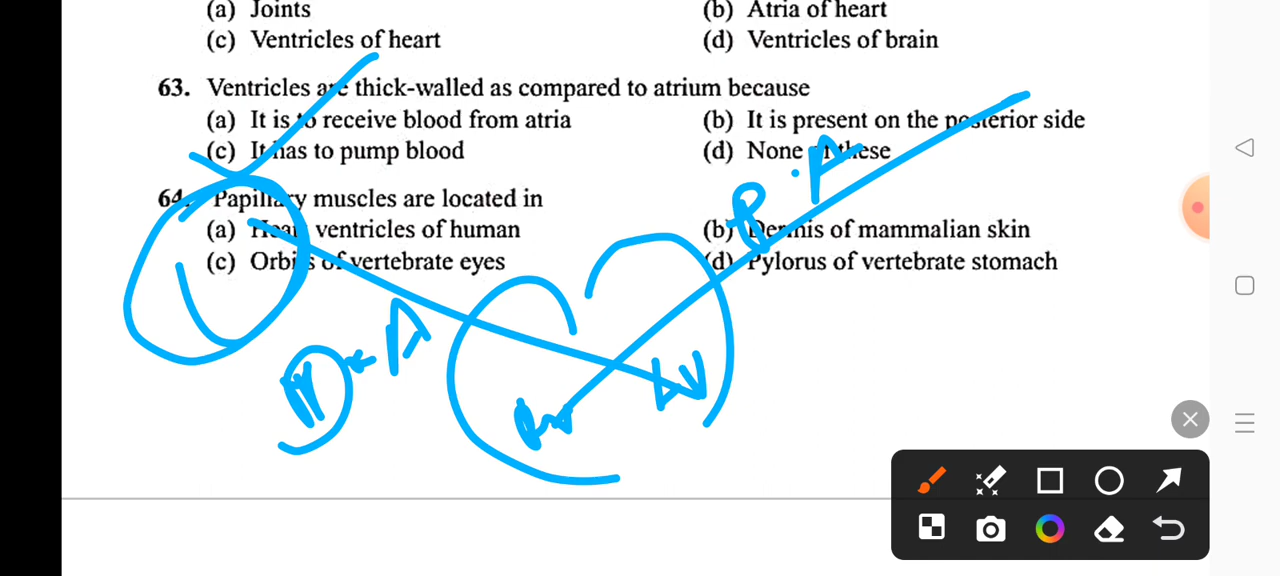 (a) Joints (b) Atria of heart
(c) Ventricles of heart (d) Ventricles of brain
63. Ventricles are thick-walled as compared to atrium because
(a) It is to receive blood from atria (b) It is present on the posterior side
(c) It has to pump blood (d) None of these
64. Papillary muscles are located in
(a) Heart ventricles of human (b) Dermis of mammalian skin
(c) Orbits of vertebrate eyes (d) Pylorus of vertebrate stomach
P.A
A
LV